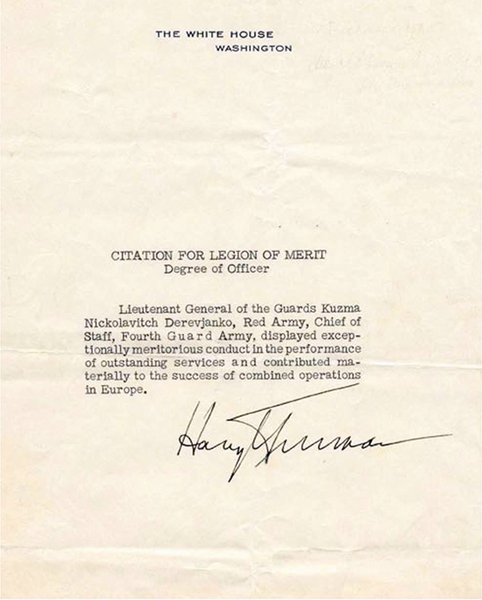 THE WHITE HOUSE
WASHINGTON
CITATION FOR LEGION OF MERIT
Degree of Officer
Lieutenant General of the Guards Kuzma
Nickolavitch Derevjanko, Red Army, Chief of
Staff, Fourth Guard Army, displayed excep-
tionally meritorious conduct in the performance
of outstanding services and contributed ma-
terially to the success of combined operations
in Europe.
Harry Truman